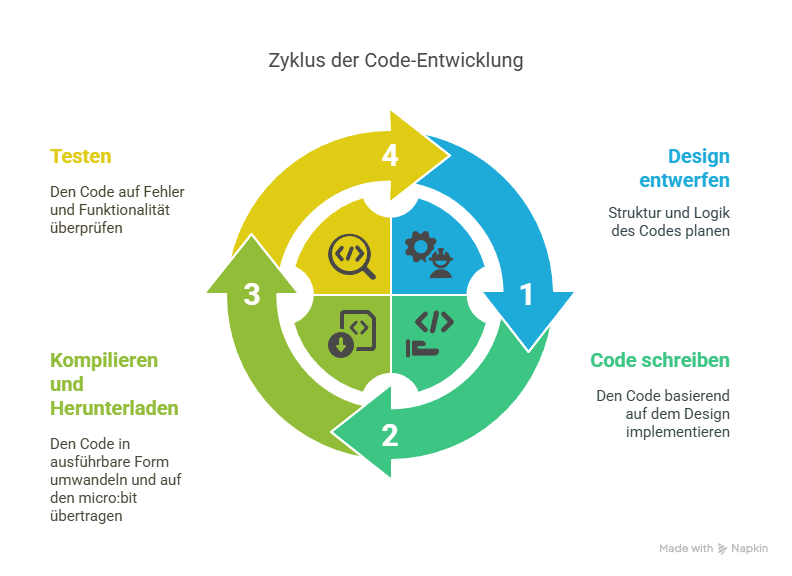 Zyklus der Code-Entwicklung
Design
entwerfen
Struktur und Logik
des Codes planen
1
Code schreiben
Den Code basierend
auf dem Design
implementieren
2
Kompilieren
und
Herunterladen
Den Code in
ausführbare Form
umwandeln und auf
den micro:bit
übertragen
3
Testen
Den Code auf Fehler
und Funktionalität
überprüfen
4
Made with Napkin